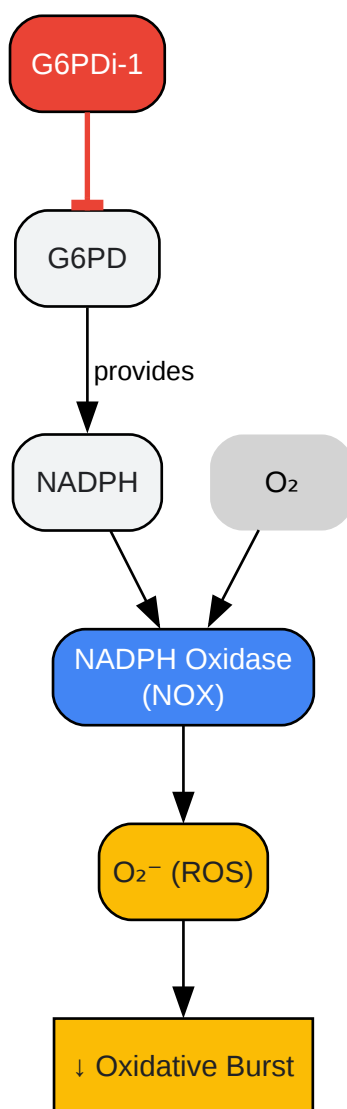 G6PDi-1
G6PD
provides
NADPH
O₂
NADPH Oxidase
(NOX)
O₂⁻ (ROS)
↓ Oxidative Burst